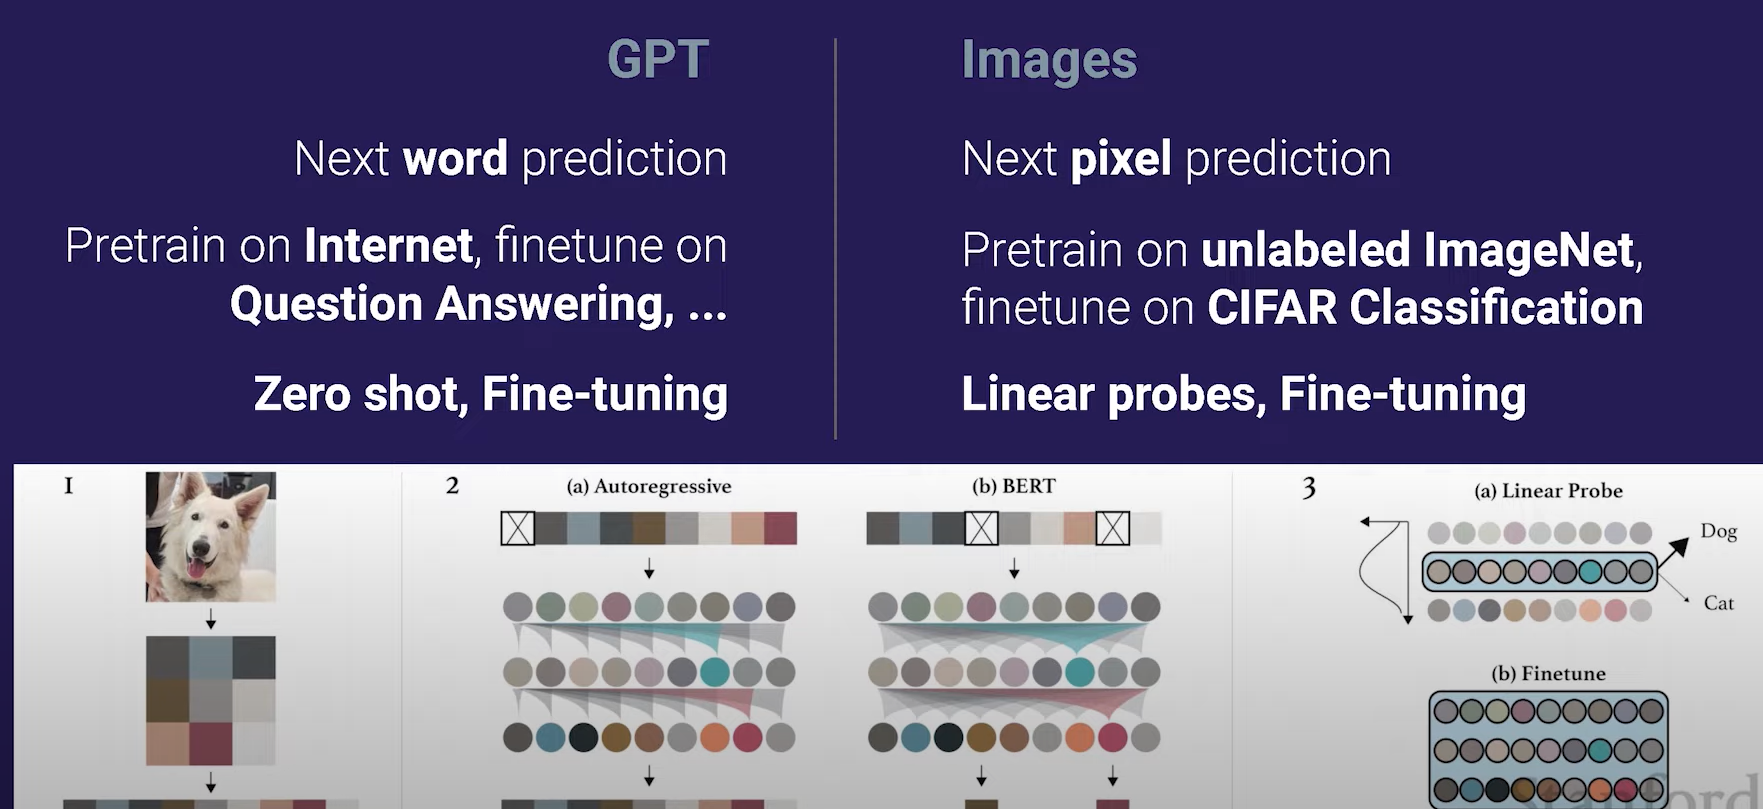 GPT
Next word prediction
Pretrain on Internet, finetune on
Question Answering, ...
Zero shot, Fine-tuning
Images
Next pixel prediction
Pretrain on unlabeled ImageNet,
finetune on CIFAR Classification
Linear probes, Fine-tuning
1
2
(a) Autoregressive
(b) BERT
3
(a) Linear Probe
Dog
Cat
(b) Finetune
Stanford